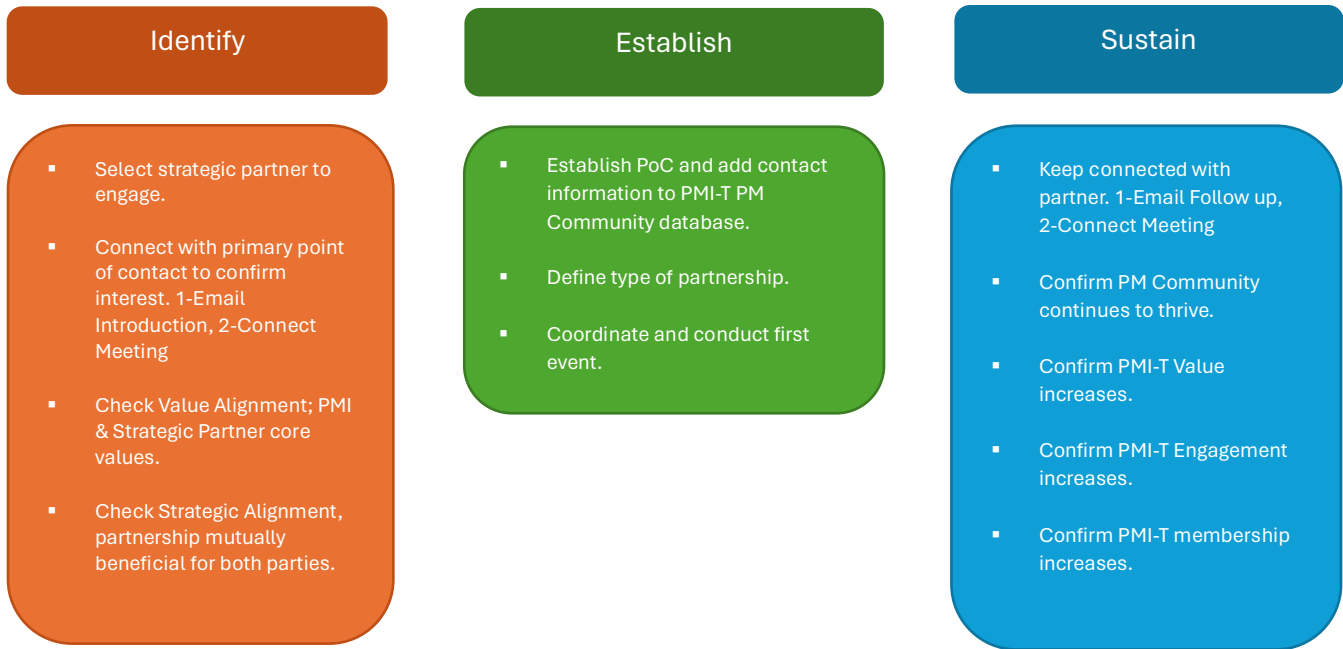 Identify
Select strategic partner to
engage.
Connect with primary point
of contact to confirm
interest. 1-Email
Introduction, 2-Connect
Meeting
Check Value Alignment; PMI
& Strategic Partner core
values.
Check Strategic Alignment,
partnership mutually
beneficial for both parties.
Establish
Establish PoC and add contact
information to PMI-T PM
Community database.
Define type of partnership.
Coordinate and conduct first
event.
Sustain
Keep connected with
partner. 1-Email Follow up,
2-Connect Meeting
Confirm PM Community
continues to thrive.
Confirm PMI-T Value
increases.
Confirm PMI-T Engagement
increases.
Confirm PMI-T membership
increases.